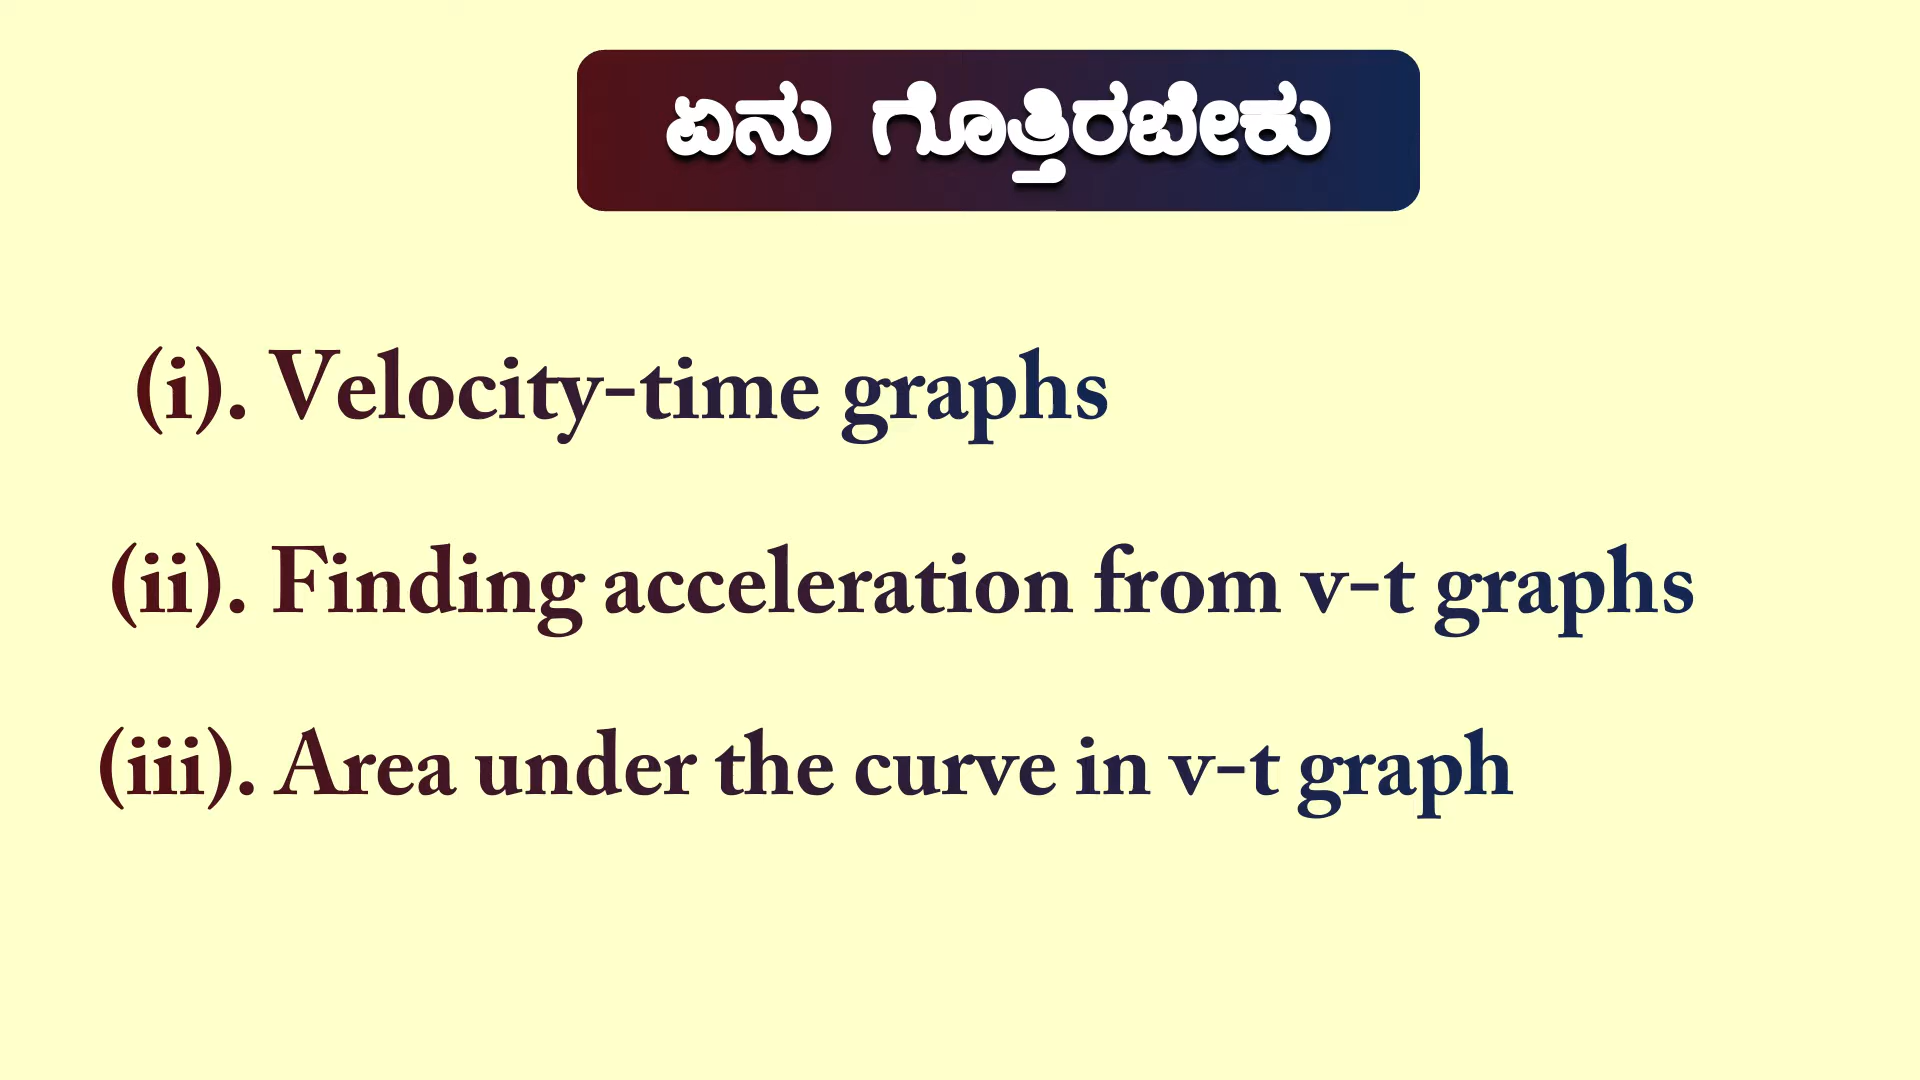 ಏನು ಗೊತ್ತಿರಬೇಕು
(i). Velocity-time graphs
(ii). Finding acceleration from v-t graphs
(iii). Area under the curve in v-t graph